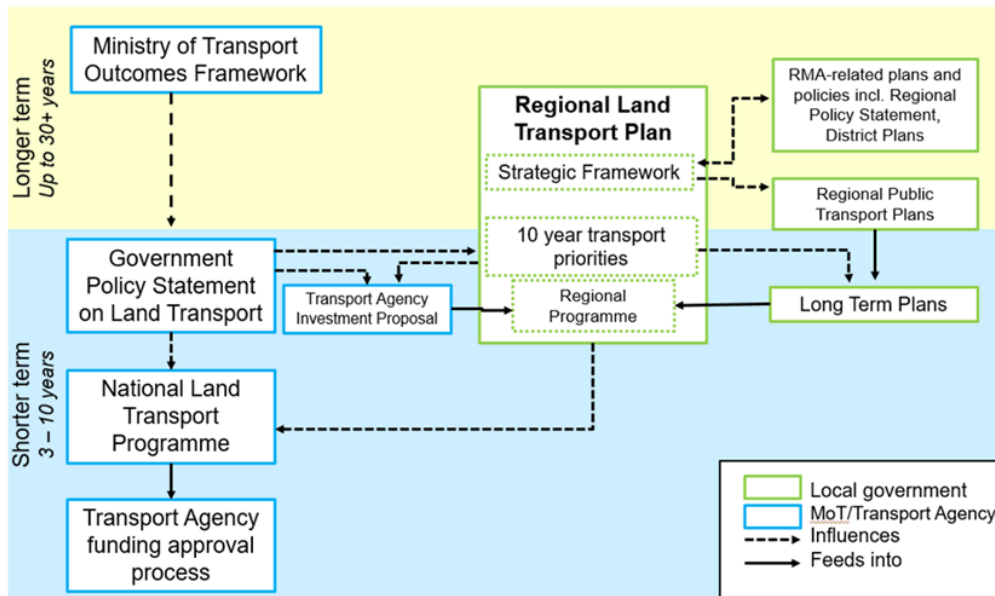 Longer term
Up to 30+ years
Ministry of Transport
Outcomes Framework
Regional Land
Transport Plan
Strategic Framework
RMA-related plans and
policies incl. Regional
Policy Statement,
District Plans
Regional Public
Transport Plans
Shorter term
3 – 10 years
Government
Policy Statement
on Land Transport
10 year transport
priorities
Transport Agency
Investment Proposal
Regional
Programme
Long Term Plans
National Land
Transport
Programme
Transport Agency
funding approval
process
Local government
MoT/Transport Agency
Influences
Feeds into